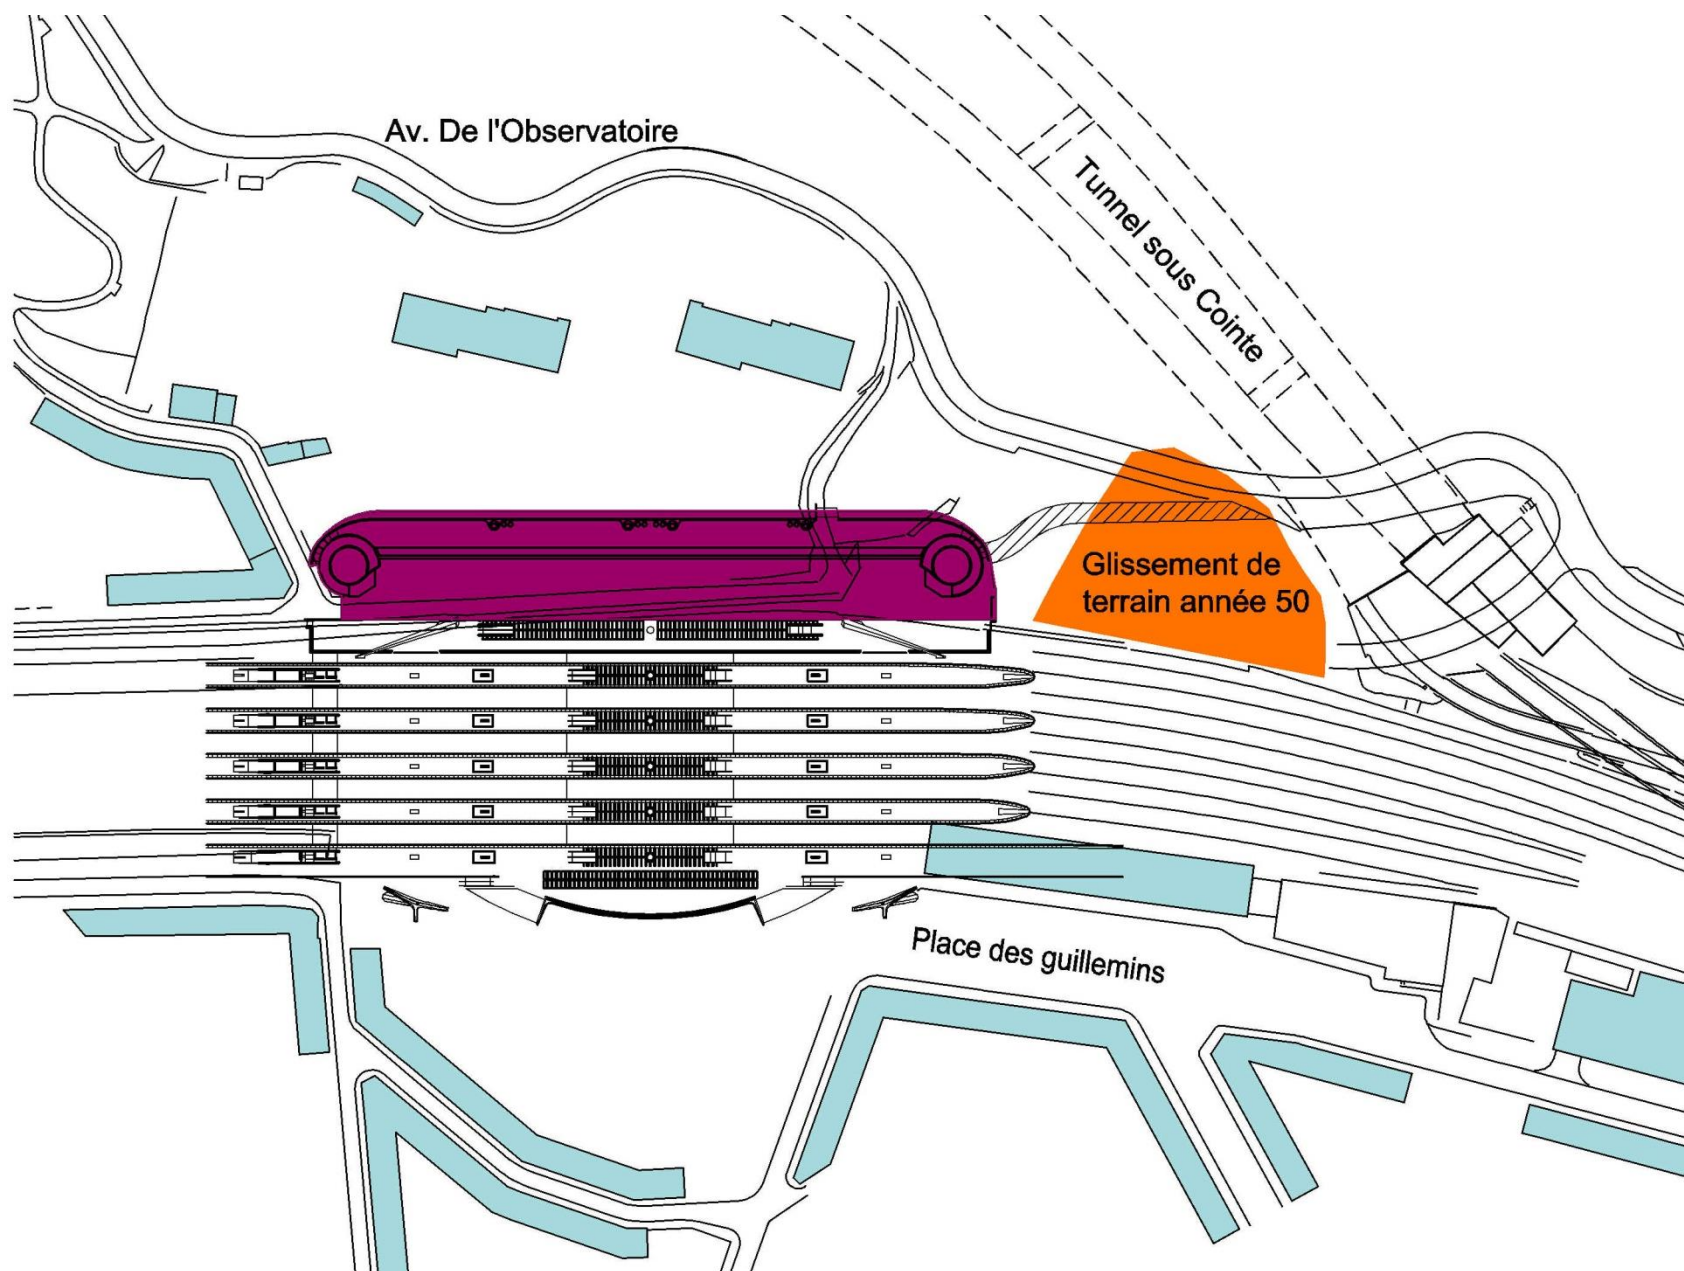 Av. De l'Observatoire
Tunnel sous Cointe
Glissement de
terrain année 50
Place des guillemins